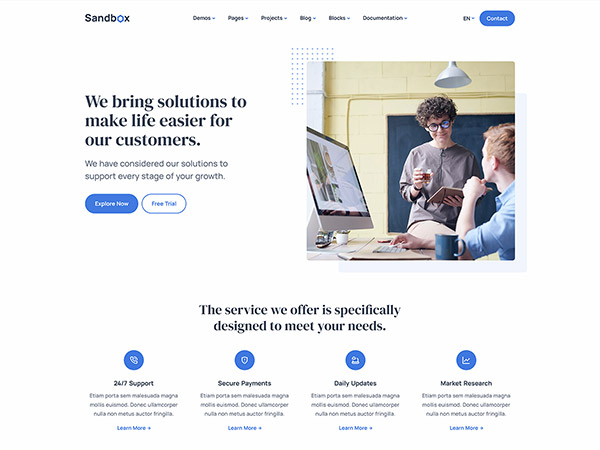 Sandbox
Demos Pages Projects Blog Blocks Documentation EN Contact
We bring solutions to
make life easier for
our customers.
We have considered our solutions to
support every stage of your growth.
Explore Now Free Trial
The service we offer is specifically
designed to meet your needs.
24/7 Support Secure Payments Daily Updates Market Research
Etiam porta sem malesuada magna Etiam porta sem malesuada magna Etiam porta sem malesuada magna Etiam porta sem malesuada magna
mollis euismod. Donec ullamcorper mollis euismod. Donec ullamcorper mollis euismod. Donec ullamcorper mollis euismod. Donec ullamcorper
nulla non metus auctor fringilla. nulla non metus auctor fringilla. nulla non metus auctor fringilla. nulla non metus auctor fringilla.
Learn More → Learn More → Learn More → Learn More →